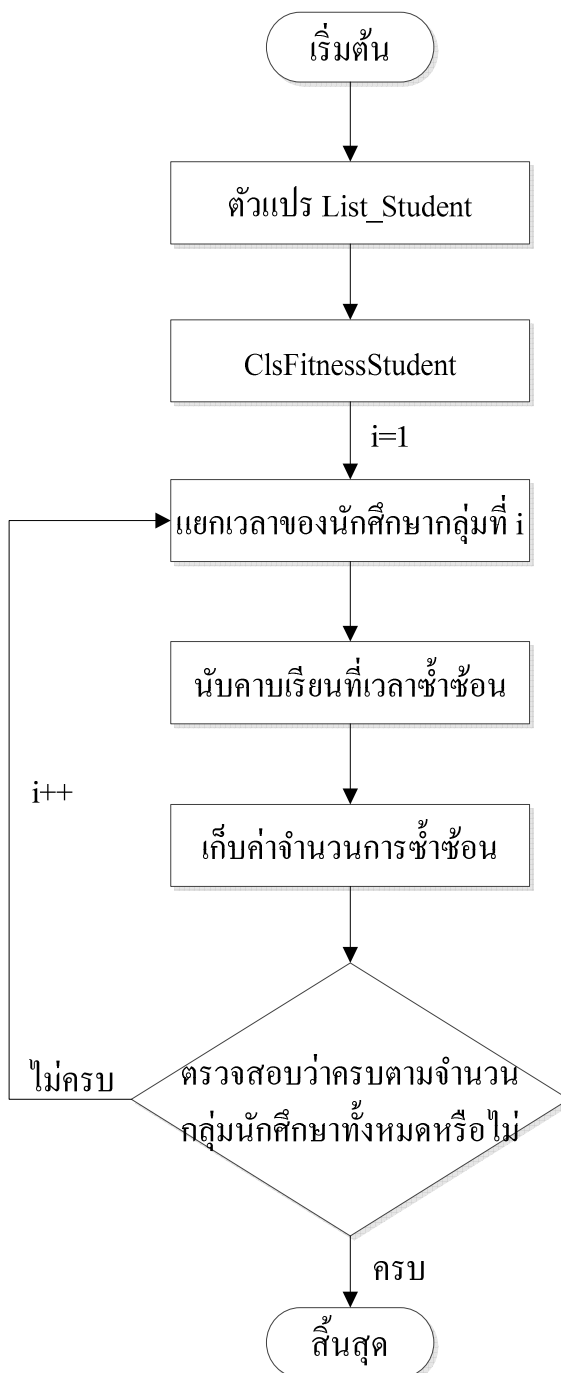 เริ่มต้น
ตัวแปร List_Student
ClsFitnessStudent
i=1
แยกเวลาของนักศึกษากลุ่มที่ i
นับคาบเรียนที่เวลาซ้ำซ้อน
i++
เก็บค่าจำนวนการซ้ำซ้อน
ไม่ครบ
ตรวจสอบว่าครบตามจำนวน
กลุ่มนักศึกษาทั้งหมดหรือไม่
ครบ
สิ้นสุด